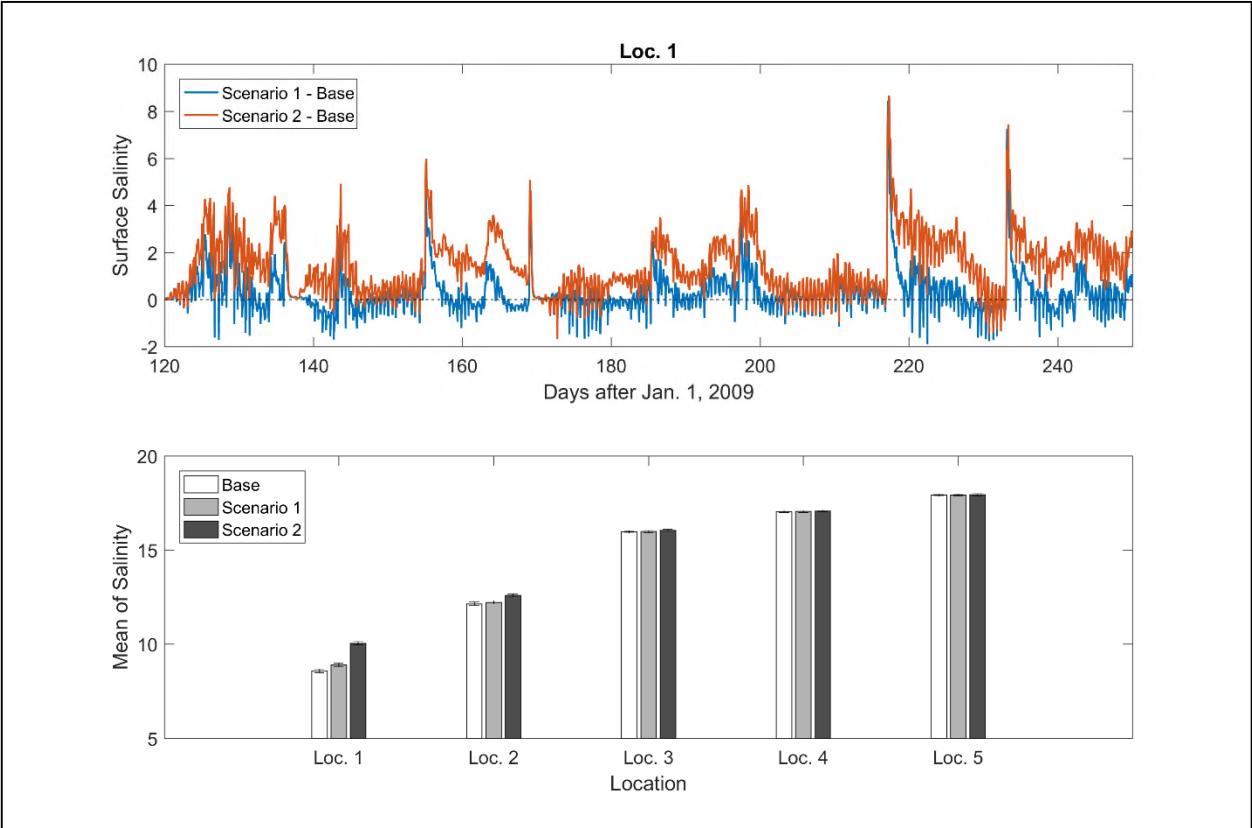 Loc. 1
Scenario 1 - Base
Scenario 2 - Base
10
8
6
4
2
0
-2
Surface Salinity
120 140 160 180 200 220 240
Days after Jan. 1, 2009
Base
Scenario 1
Scenario 2
20
15
10
5
Mean of Salinity
Loc. 1 Loc. 2 Loc. 3 Loc. 4 Loc. 5
Location